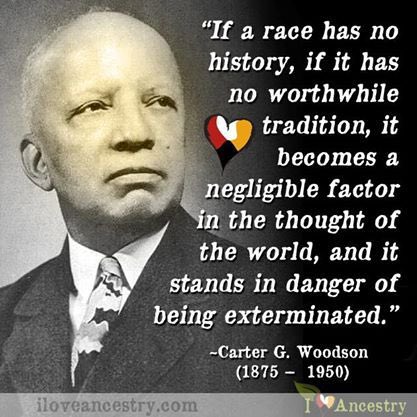 “If a race has no
history, if it has
no worthwhile
tradition, it
becomes a
negligible factor
in the thought of
the world, and it
stands in danger of
being exterminated.”
~Carter G. Woodson
(1875 - 1950)
iloveancestry.com
I Ancestry